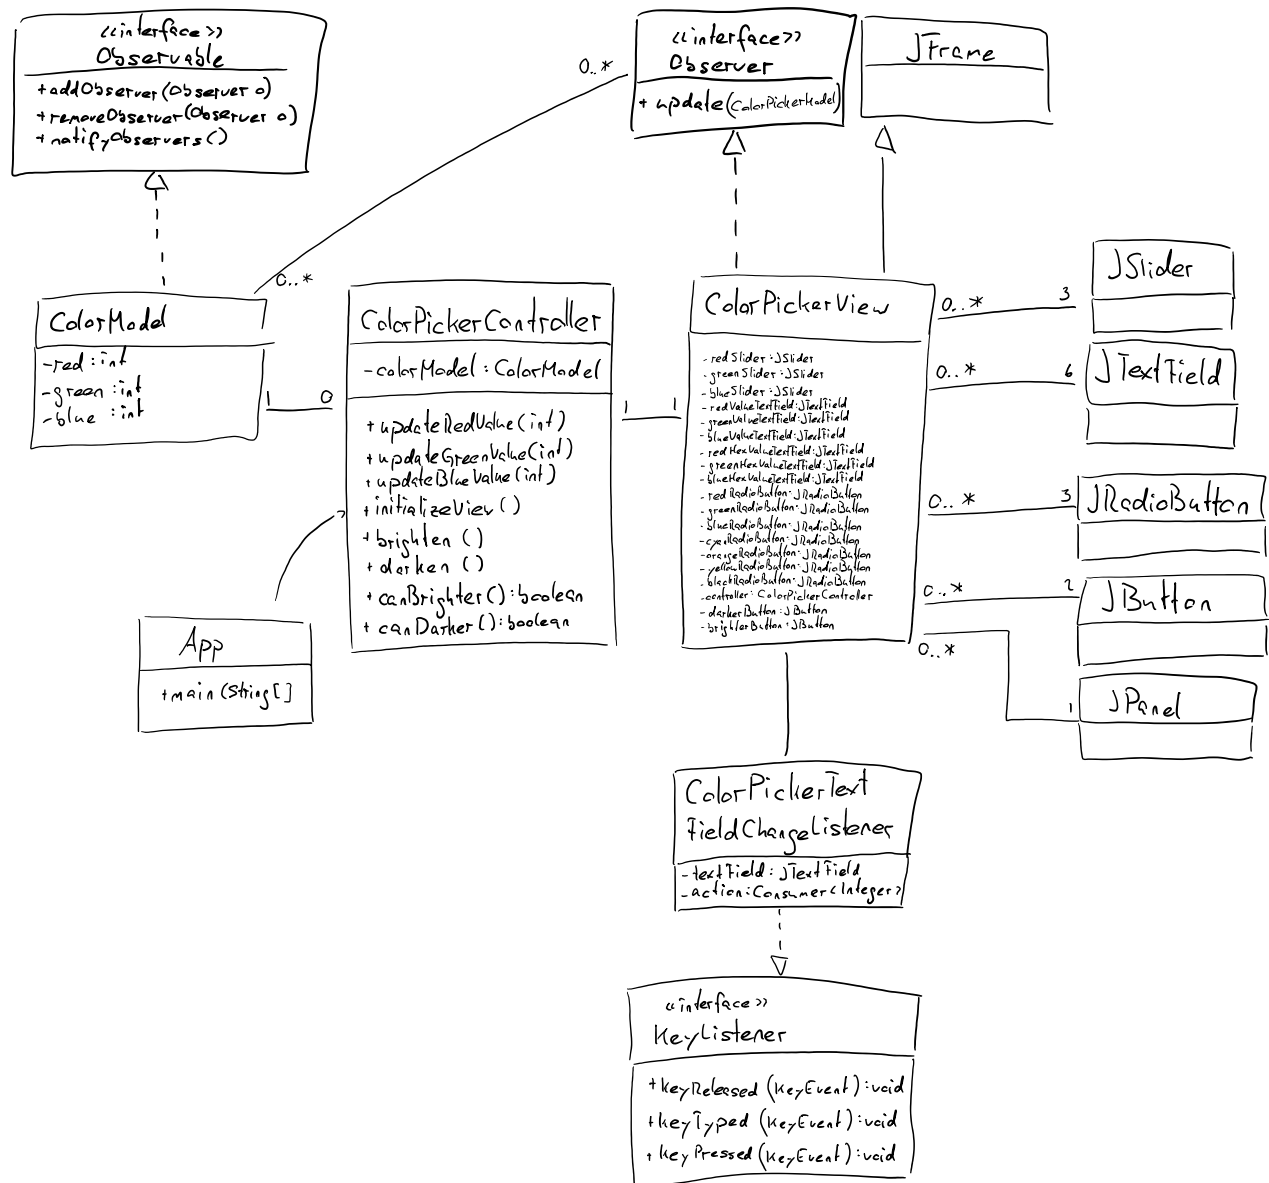 <<interface>>
Observable
+addObserver(Observer o)
+removeObserver(Observer o)
+notifyObservers()
0..*
<<interface>>
Observer
+ update(ColorPickerModel)
JFrame
0..*
ColorModel
-red:int
-green:int
-blue:int
1
0
ColorPickerController
-colorModel:ColorModel
+updateRedValue(int)
+updateGreenValue(int)
+updateBlueValue(int)
+initializeView()
+brighten()
+darken()
+canBrighter():boolean
+canDarker():boolean
1
1
ColorPickerView
-redSlider:JSlider
-greenSlider:JSlider
-blueSlider:JSlider
-redValueTextField:JTextField
-greenValueTextField:JTextField
-blueValueTextField:JTextField
-redHexValueTextField:JTextField
-greenHexValueTextField:JTextField
-blueHexValueTextField:JTextField
-redRadioButton:JRadioButton
-greenRadioButton:JRadioButton
-blueRadioButton:JRadioButton
-cyanRadioButton:JRadioButton
-orangeRadioButton:JRadioButton
-yellowRadioButton:JRadioButton
-blackRadioButton:JRadioButton
-controller:ColorPickerController
-darkerButton:JButton
-brighterButton:JButton
0..*
3
JSlider
0..*
6
JTextField
0..*
3
JRadioButton
0..*
2
JButton
0..*
1
JPanel
App
+main(String[]
ColorPickerText
FieldChangeListener
-textField:JTextField
-action:Consumer<Integer>
<<interface>>
KeyListener
+keyReleased(KeyEvent):void
+keyTyped(KeyEvent):void
+keyPressed(KeyEvent):void